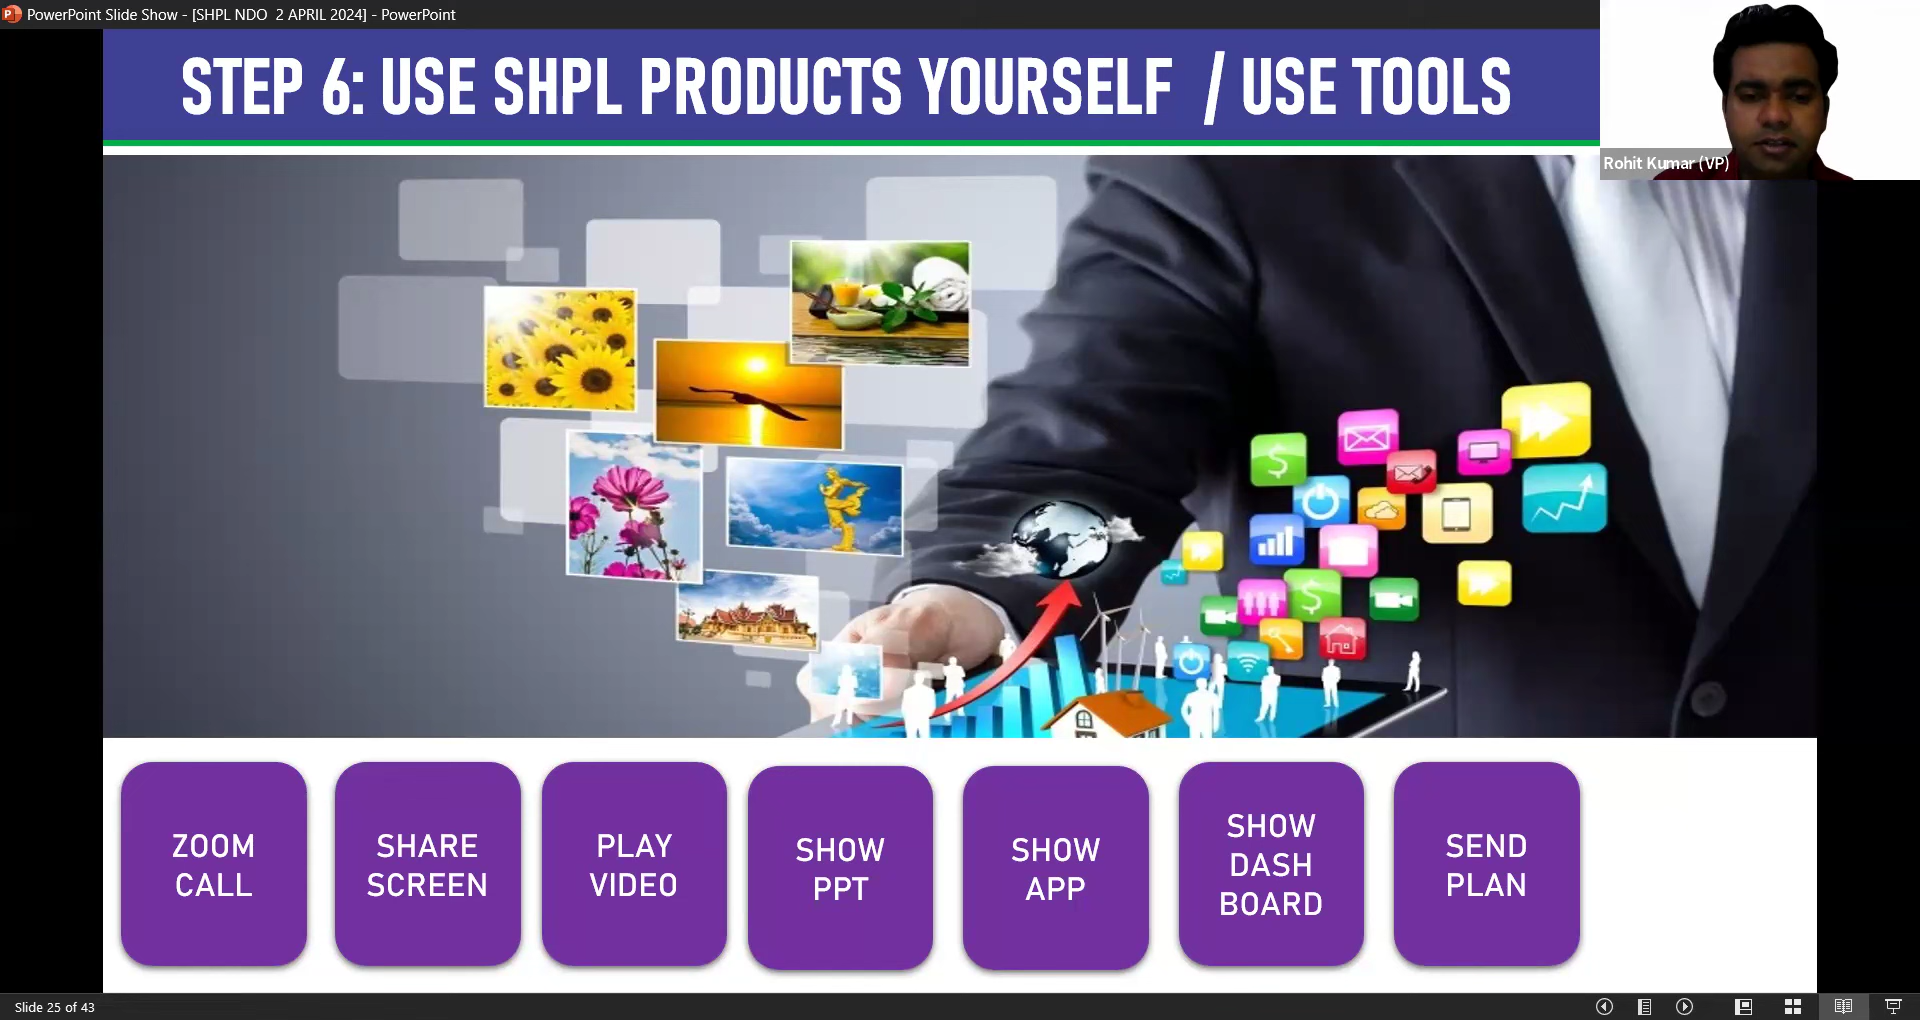 PowerPoint Slide Show - [SHPL NDO  2 APRIL 2024] - PowerPoint
STEP 6: USE SHPL PRODUCTS YOURSELF / USE TOOLS
Rohit Kumar (VP)
ZOOM
CALL
SHARE
SCREEN
PLAY
VIDEO
SHOW
PPT
SHOW
APP
SHOW
DASH
BOARD
SEND
PLAN
Slide 25 of 43